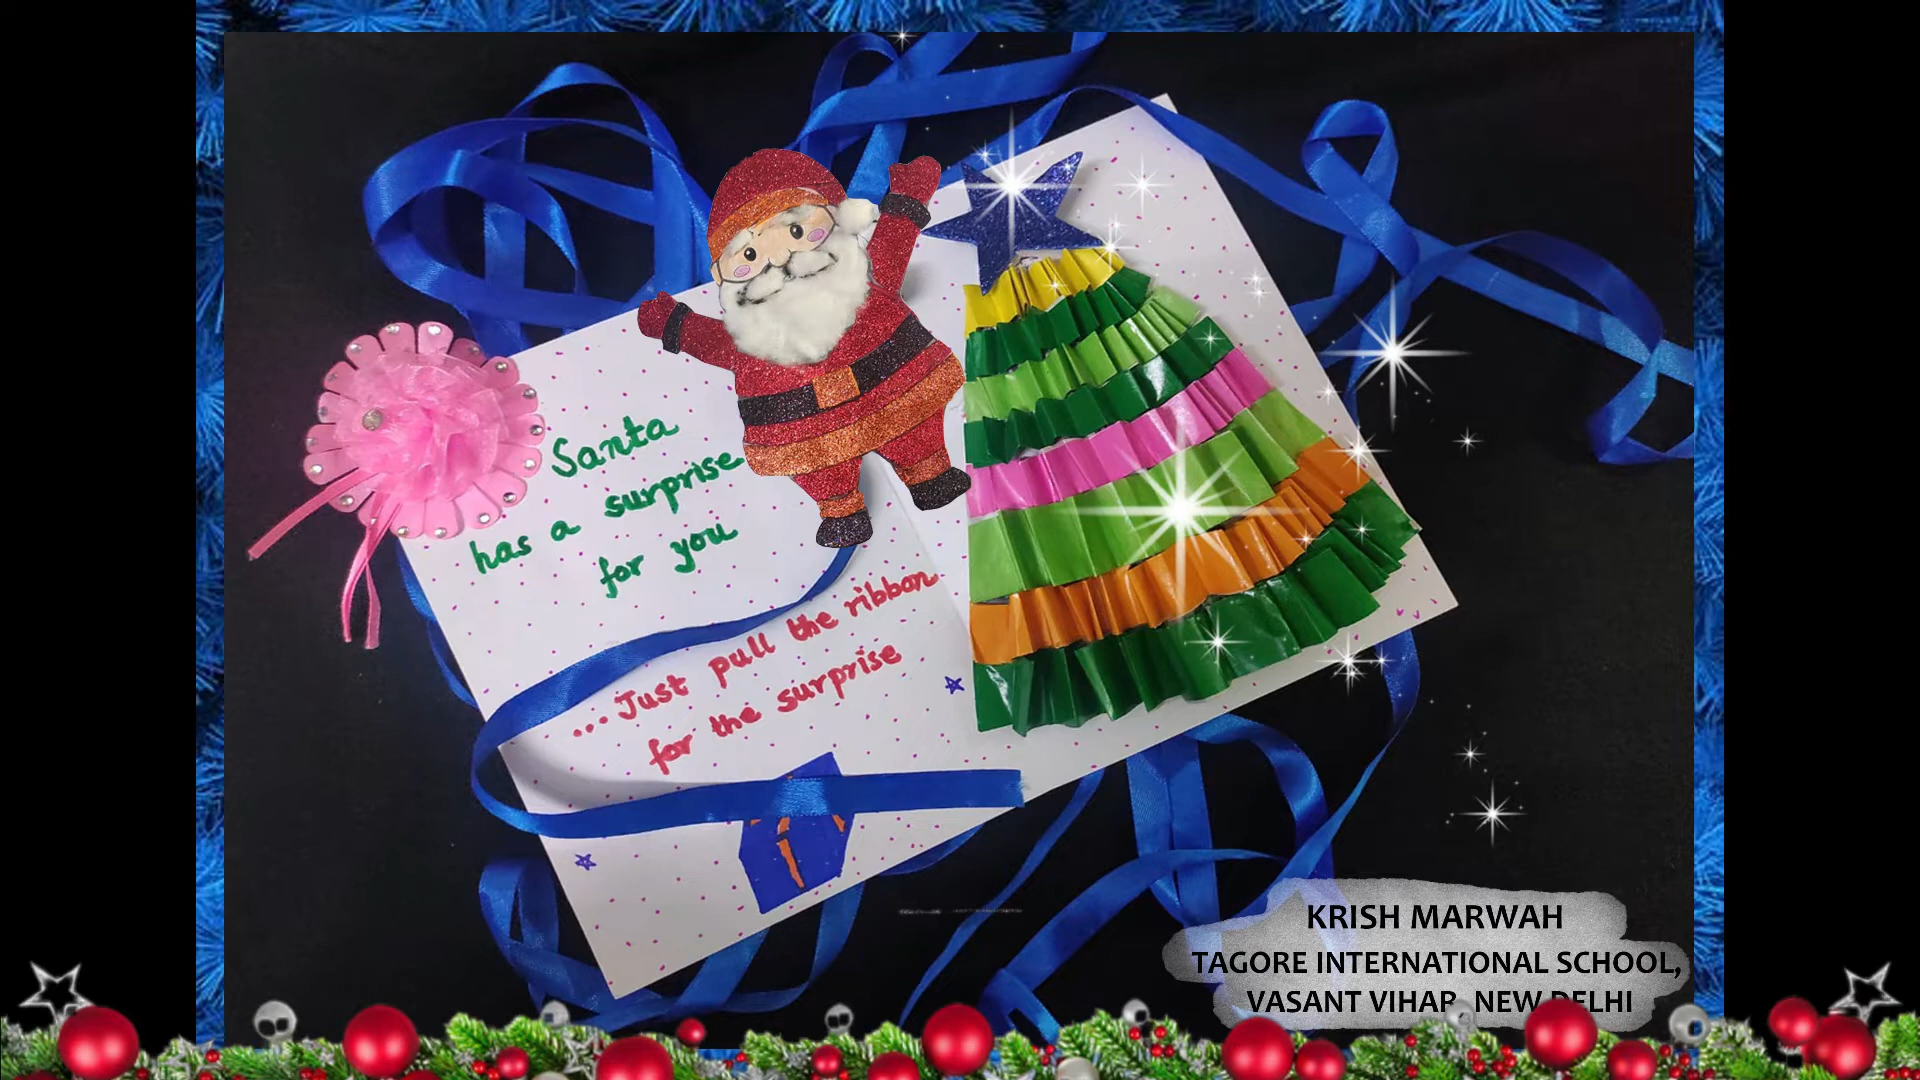 Santa
has a surprise
for you
...Just pull the ribbon
for the surprise
KRISH MARWAH
TAGORE INTERNATIONAL SCHOOL,
VASANT VIHAR, NEW DELHI